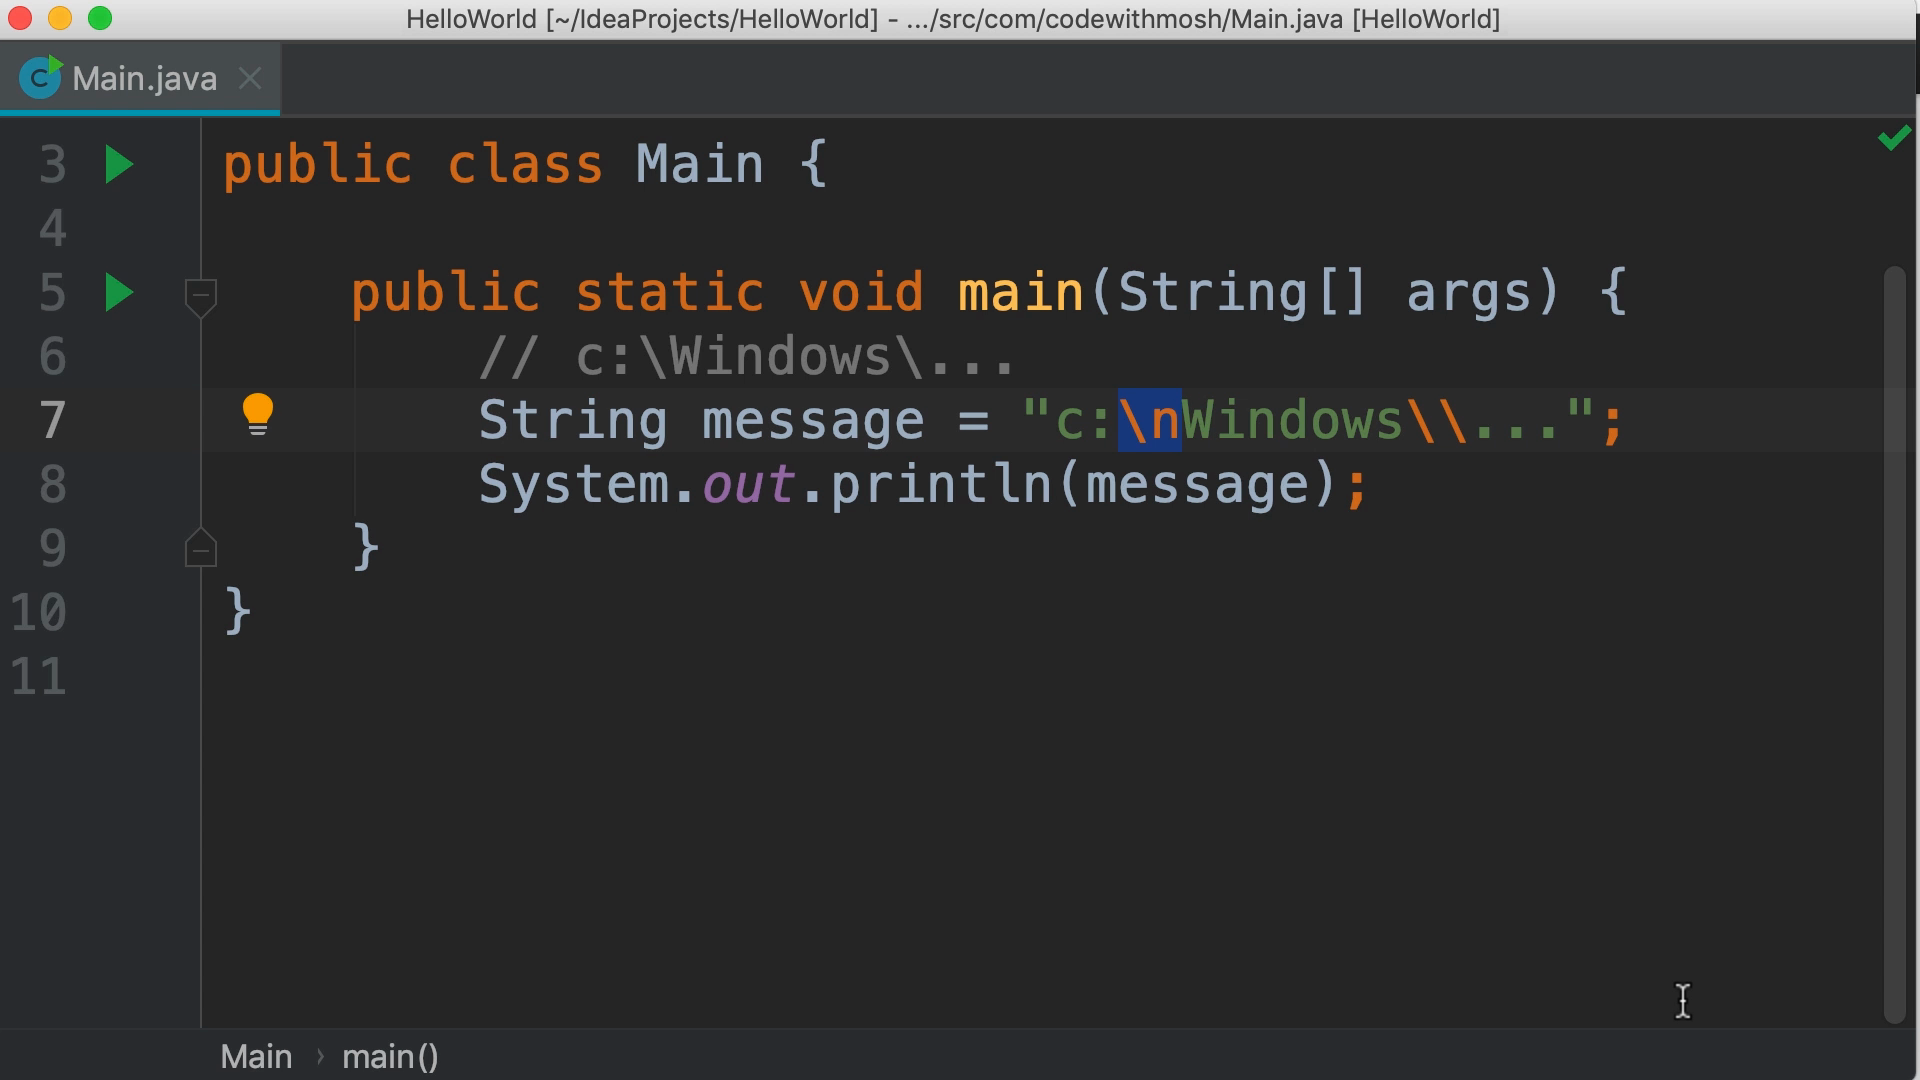 HelloWorld [~/IdeaProjects/HelloWorld] - .../src/com/codewithmosh/Main.java [HelloWorld]
C Main.java
3 public class Main {
4
5 public static void main(String[] args) {
6 // c:\Windows\...
7 String message = "c:\nWindows\\...";
8 System.out.println(message);
9 }
10 }
11
Main › main()